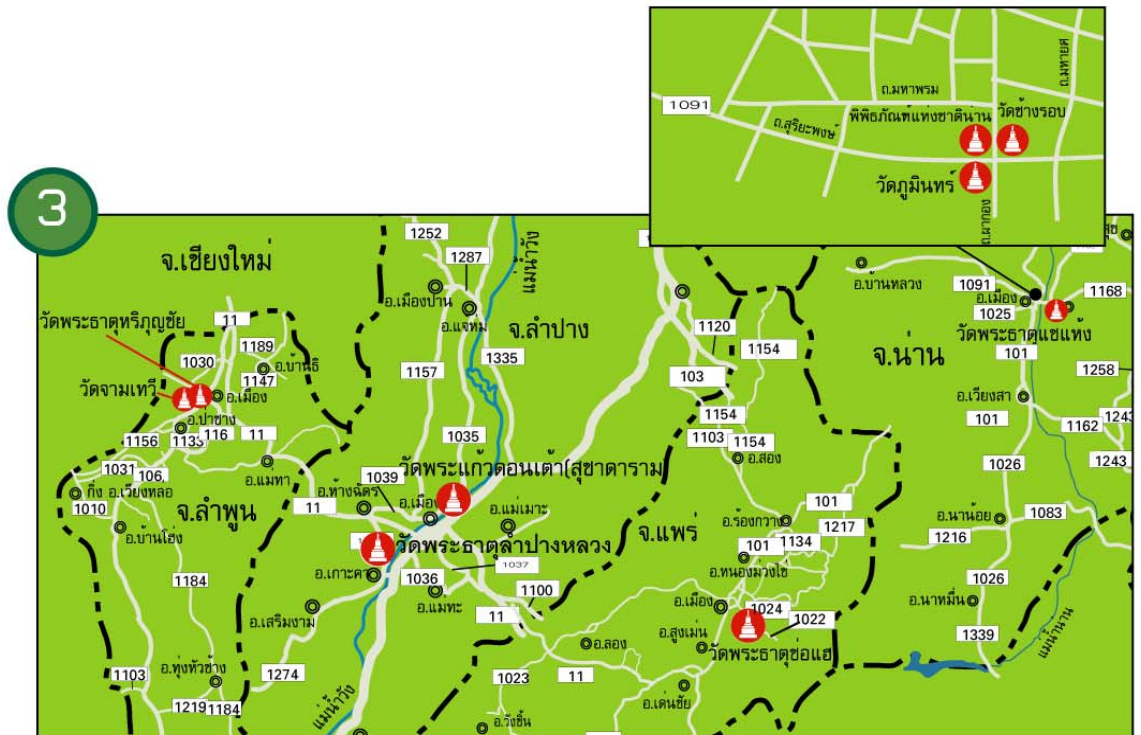 3
ถ.มหายศ
ถ.มหาพรม
1091
ถ.สุริยะพงษ์
พิพิธภัณฑ์แห่งชาติน่าน
วัดช้างรอบ
วัดภูมินทร์
ถ.ผากอง
จ.เชียงใหม่
1252
1287
แม่น้ำวัง
อ.เมืองปาน
อ.แจห่ม
จ.ลำปาง
อ.บ้านหลวง
1091
อ.เมือง
1168
1025
วัดพระธาตุแช่แห้ง
วัดพระธาตุหริภุญชัย
11
1189
1030
อ.บ้านธิ
1147
วัดจามเทวี
อ.เมือง
อ.ป่าซาง
1157
1335
1120
1154
103
จ.น่าน
101
1258
1156
1133
116
11
1035
1154
1103
1154
อ.สอง
อ.เวียงสา
101
1162
1243
1243
1031
106
อ.แม่ทา
กิ่ง อ.เวียงหลอ
1010
อ.บ้านโฮ่ง
จ.ลำพูน
1184
วัดพระแก้วดอนเต้า(สุชาดาราม)
1039
อ.ห้างฉัตร
11
อ.เมือง
อ.แม่เมาะ
จ.แพร่
วัดพระธาตุลำปางหลวง
1037
อ.เกาะคา
1036
อ.แม่ทะ
1100
11
อ.เสริมงาม
1274
101
อ.ร้องกวาง
1217
101
1134
อ.หนองม่วงไข่
อ.เมือง
1024
1022
อ.สูงเม่น
วัดพระธาตุช่อแฮ
อ.ลอง
11
1023
อ.เด่นชัย
อ.วังชิ้น
1026
อ.นาน้อย
1083
1216
1026
อ.นาหมื่น
1339
แม่น้ำน่าน
อ.ทุ่งหัวช้าง
1103
1219
1184
แม่น้ำวัง